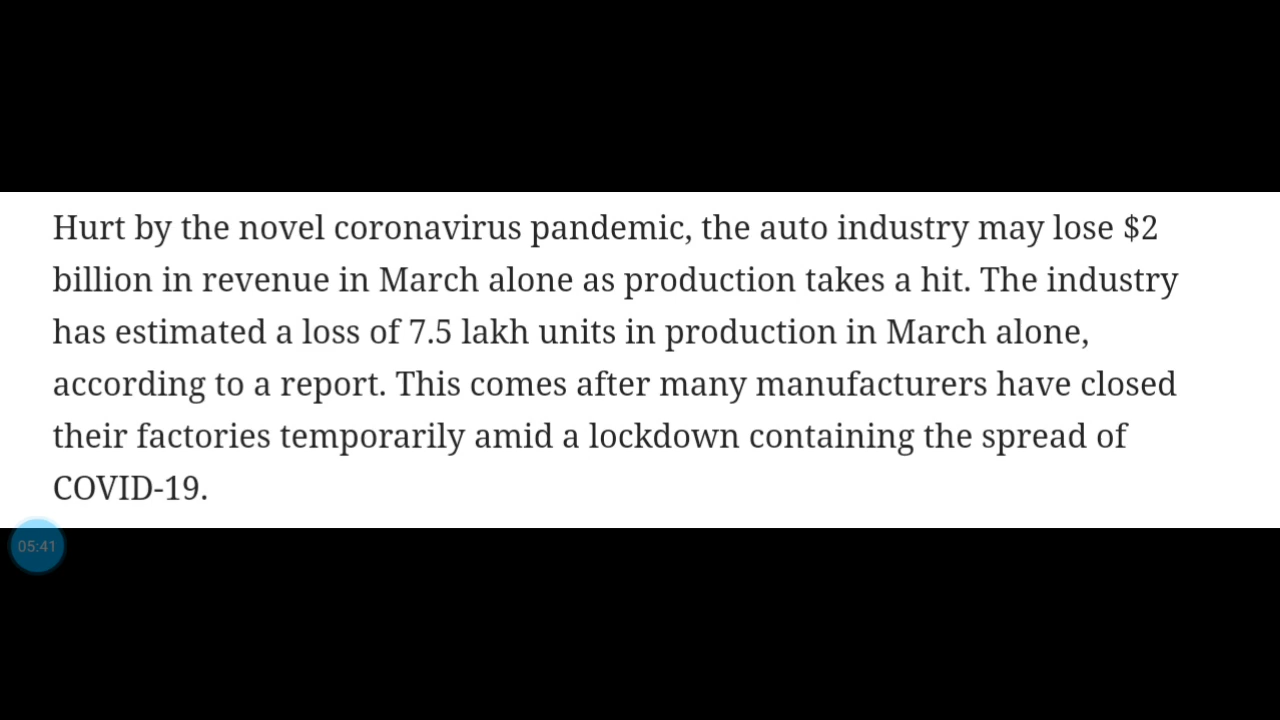 Hurt by the novel coronavirus pandemic, the auto industry may lose $2
billion in revenue in March alone as production takes a hit. The industry
has estimated a loss of 7.5 lakh units in production in March alone,
according to a report. This comes after many manufacturers have closed
their factories temporarily amid a lockdown containing the spread of
COVID-19.
05:41